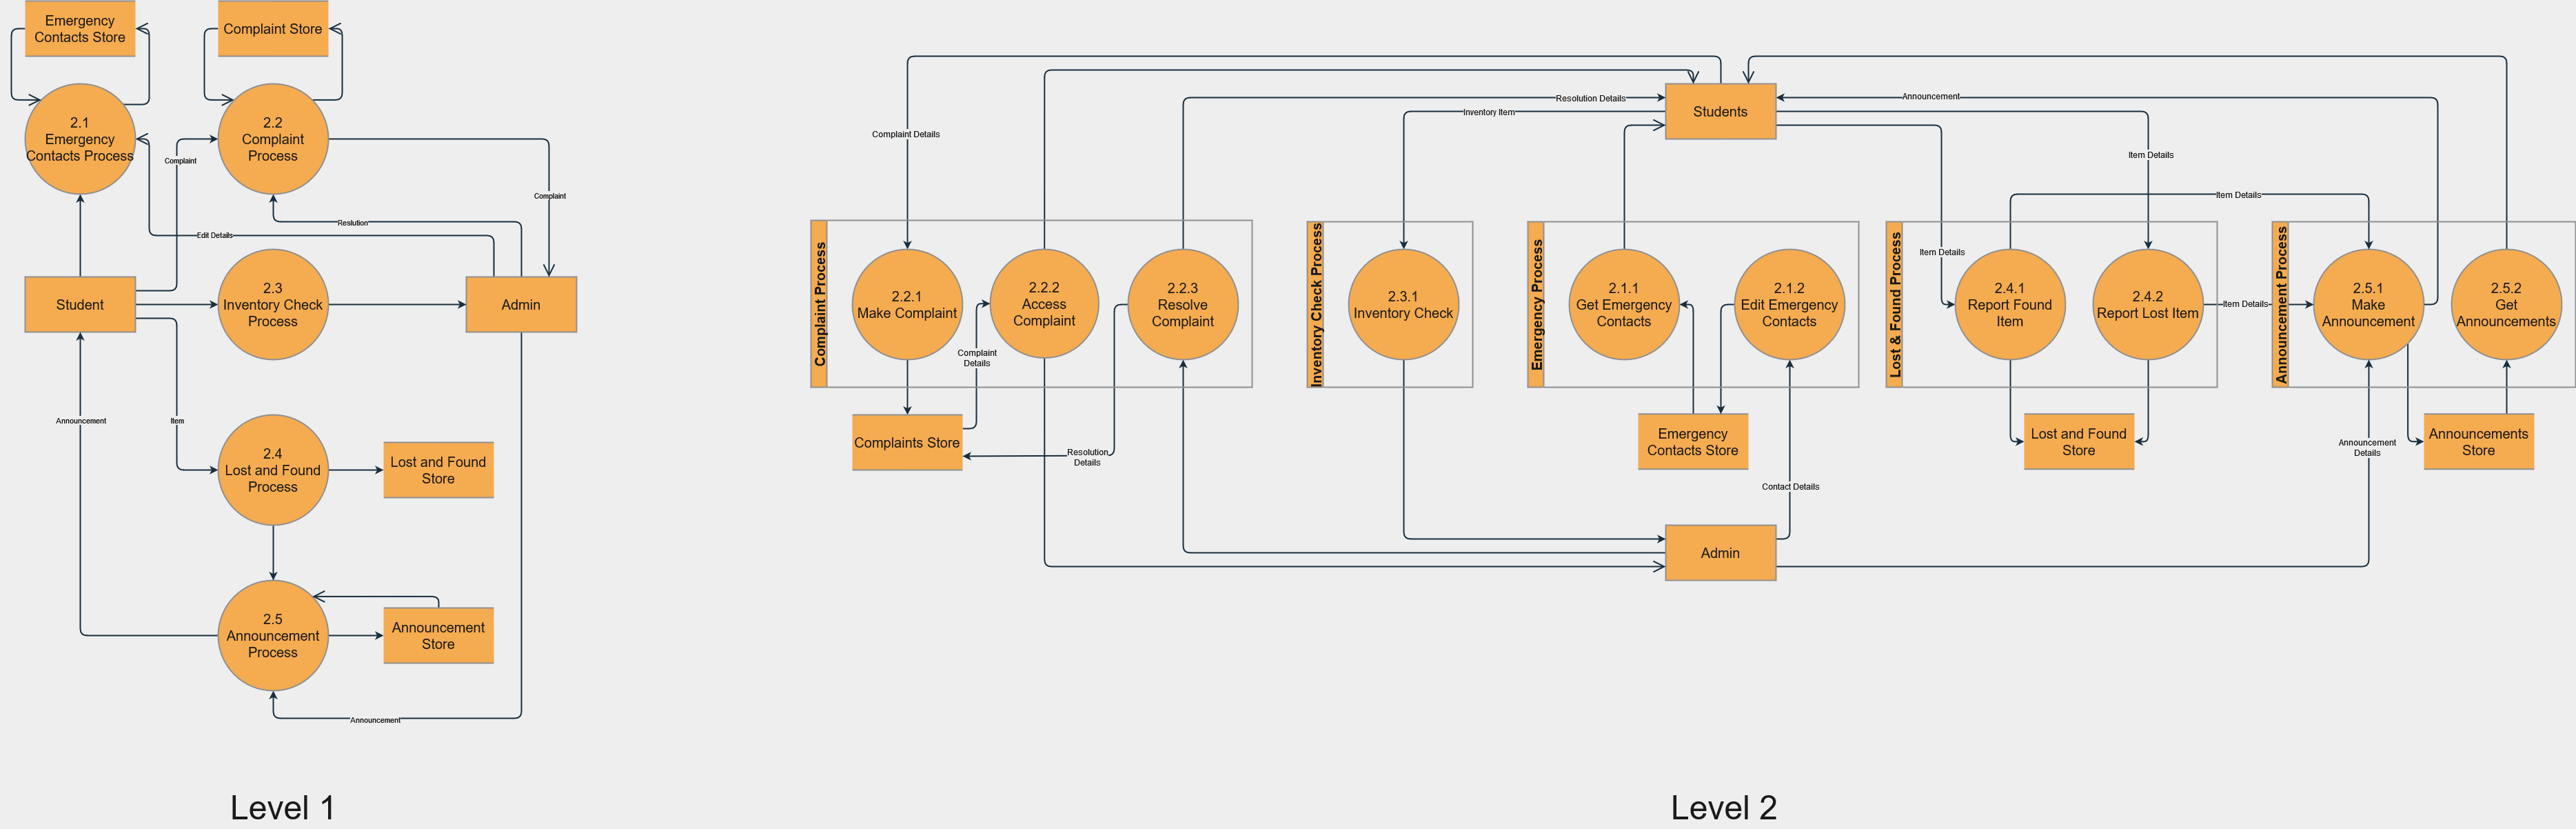 Emergency
Contacts Store
Complaint Store
2.1
Emergency
Contacts Process
2.2
Complaint
Process
Complaint
Complaint
Reslution
Edit Details
Student
2.3
Inventory Check
Process
Admin
Announcement
Item
2.4
Lost and Found
Process
Lost and Found
Store
2.5
Announcement
Process
Announcement
Store
Announcement
Level 1
Students
Resolution Details
Announcement
Inventory Item
Complaint Details
Item Details
Item Details
Item Details
Complaint Process
2.2.1
Make Complaint
2.2.2
Access
Complaint
2.2.3
Resolve
Complaint
Complaint
Details
Complaints Store
Resolution
Details
Inventory Check Process
2.3.1
Inventory Check
Emergency Process
2.1.1
Get Emergency
Contacts
2.1.2
Edit Emergency
Contacts
Emergency
Contacts Store
Contact Details
Lost & Found Process
2.4.1
Report Found
Item
2.4.2
Report Lost Item
Item Details
Lost and Found
Store
Announcement Process
2.5.1
Make
Announcement
2.5.2
Get
Announcements
Announcement
Details
Announcements
Store
Admin
Level 2